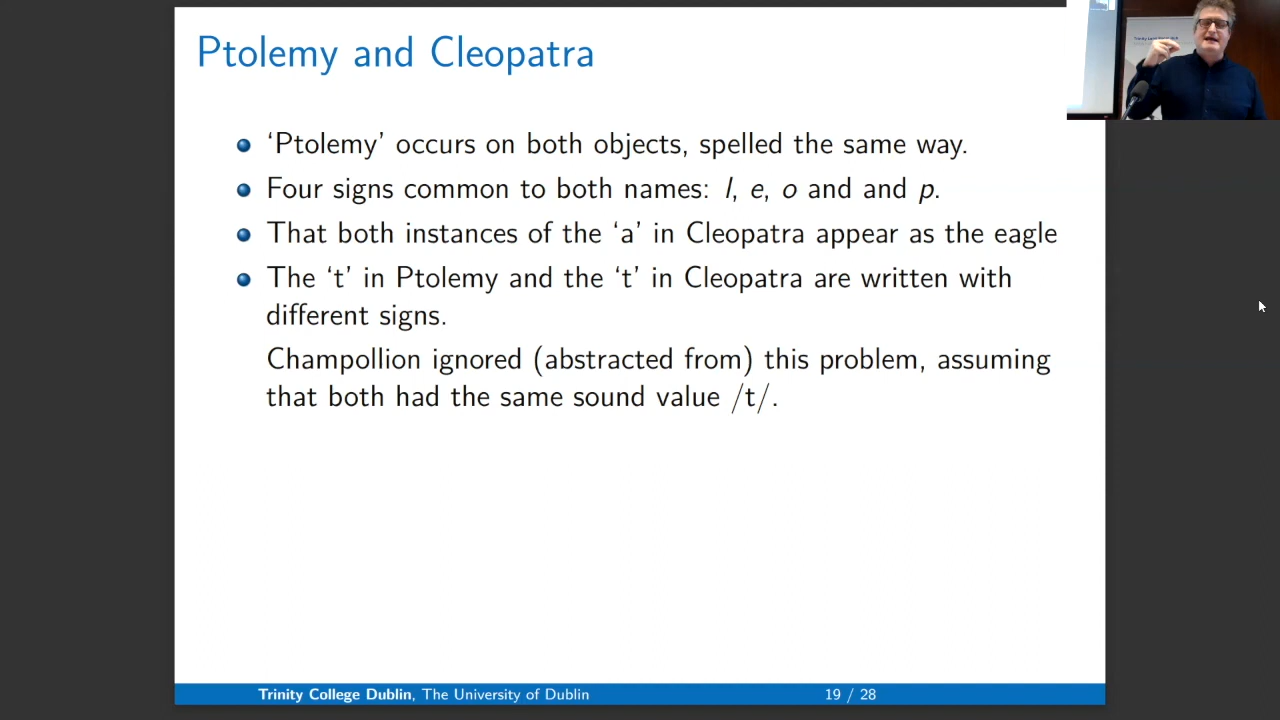 Ptolemy and Cleopatra
‘Ptolemy’ occurs on both objects, spelled the same way.
Four signs common to both names: l, e, o and and p.
That both instances of the ‘a’ in Cleopatra appear as the eagle
The ‘t’ in Ptolemy and the ‘t’ in Cleopatra are written with
different signs.
Champollion ignored (abstracted from) this problem, assuming
that both had the same sound value /t/.
Trinity College Dublin, The University of Dublin
19 / 28